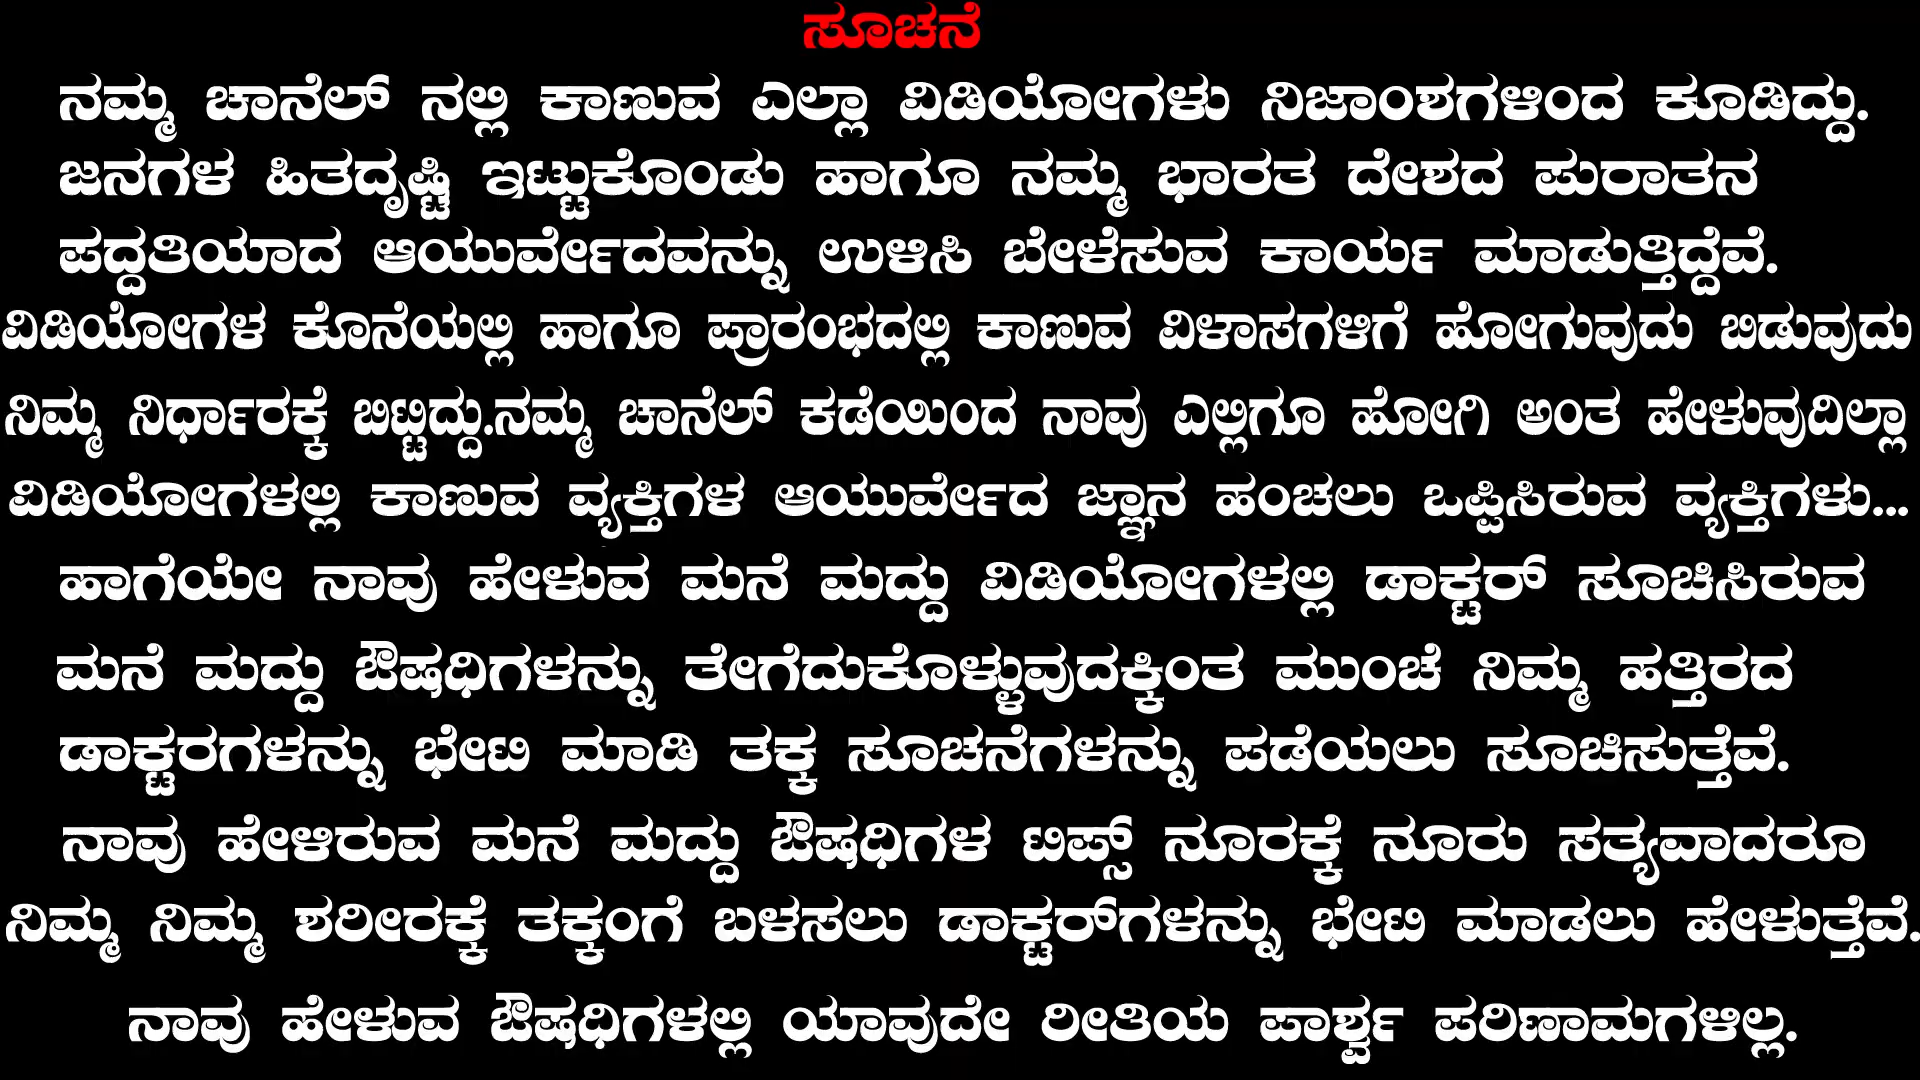 ಸೂಚನೆ
ನಮ್ಮ ಚಾನೆಲ್ ನಲ್ಲಿ ಕಾಣುವ ಎಲ್ಲಾ ವಿಡಿಯೋಗಳು ನಿಜಾಂಶಗಳಿಂದ ಕೂಡಿದ್ದು.
ಜನಗಳ ಹಿತದೃಷ್ಟಿ ಇಟ್ಟುಕೊಂಡು ಹಾಗೂ ನಮ್ಮ ಭಾರತ ದೇಶದ ಪುರಾತನ
ಪದ್ದತಿಯಾದ ಆಯುರ್ವೇದವನ್ನು ಉಳಿಸಿ ಬೇಳೆಸುವ ಕಾರ್ಯ ಮಾಡುತ್ತಿದ್ದೆವೆ.
ವಿಡಿಯೋಗಳ ಕೊನೆಯಲ್ಲಿ ಹಾಗೂ ಪ್ರಾರಂಭದಲ್ಲಿ ಕಾಣುವ ವಿಳಾಸಗಳಿಗೆ ಹೋಗುವುದು ಬಿಡುವುದು
ನಿಮ್ಮ ನಿರ್ಧಾರಕ್ಕೆ ಬಿಟ್ಟಿದ್ದು.ನಮ್ಮ ಚಾನೆಲ್ ಕಡೆಯಿಂದ ನಾವು ಎಲ್ಲಿಗೂ ಹೋಗಿ ಅಂತ ಹೇಳುವುದಿಲ್ಲಾ
ವಿಡಿಯೋಗಳಲ್ಲಿ ಕಾಣುವ ವ್ಯಕ್ತಿಗಳ ಆಯುರ್ವೇದ ಜ್ಞಾನ ಹಂಚಲು ಒಪ್ಪಿಸಿರುವ ವ್ಯಕ್ತಿಗಳು...
ಹಾಗೆಯೇ ನಾವು ಹೇಳುವ ಮನೆ ಮದ್ದು ವಿಡಿಯೋಗಳಲ್ಲಿ ಡಾಕ್ಟರ್ ಸೂಚಿಸಿರುವ
ಮನೆ ಮದ್ದು ಔಷಧಿಗಳನ್ನು ತೇಗೆದುಕೊಳ್ಳುವುದಕ್ಕಿಂತ ಮುಂಚೆ ನಿಮ್ಮ ಹತ್ತಿರದ
ಡಾಕ್ಟರಗಳನ್ನು ಭೇಟಿ ಮಾಡಿ ತಕ್ಕ ಸೂಚನೆಗಳನ್ನು ಪಡೆಯಲು ಸೂಚಿಸುತ್ತೆವೆ.
ನಾವು ಹೇಳಿರುವ ಮನೆ ಮದ್ದು ಔಷಧಿಗಳ ಟಿಪ್ಸ್ ನೂರಕ್ಕೆ ನೂರು ಸತ್ಯವಾದರೂ
ನಿಮ್ಮ ನಿಮ್ಮ ಶರೀರಕ್ಕೆ ತಕ್ಕಂಗೆ ಬಳಸಲು ಡಾಕ್ಟರ್‌ಗಳನ್ನು ಭೇಟಿ ಮಾಡಲು ಹೇಳುತ್ತೆವೆ.
ನಾವು ಹೇಳುವ ಔಷಧಿಗಳಲ್ಲಿ ಯಾವುದೇ ರೀತಿಯ ಪಾರ್ಶ್ವ ಪರಿಣಾಮಗಳಿಲ್ಲ.